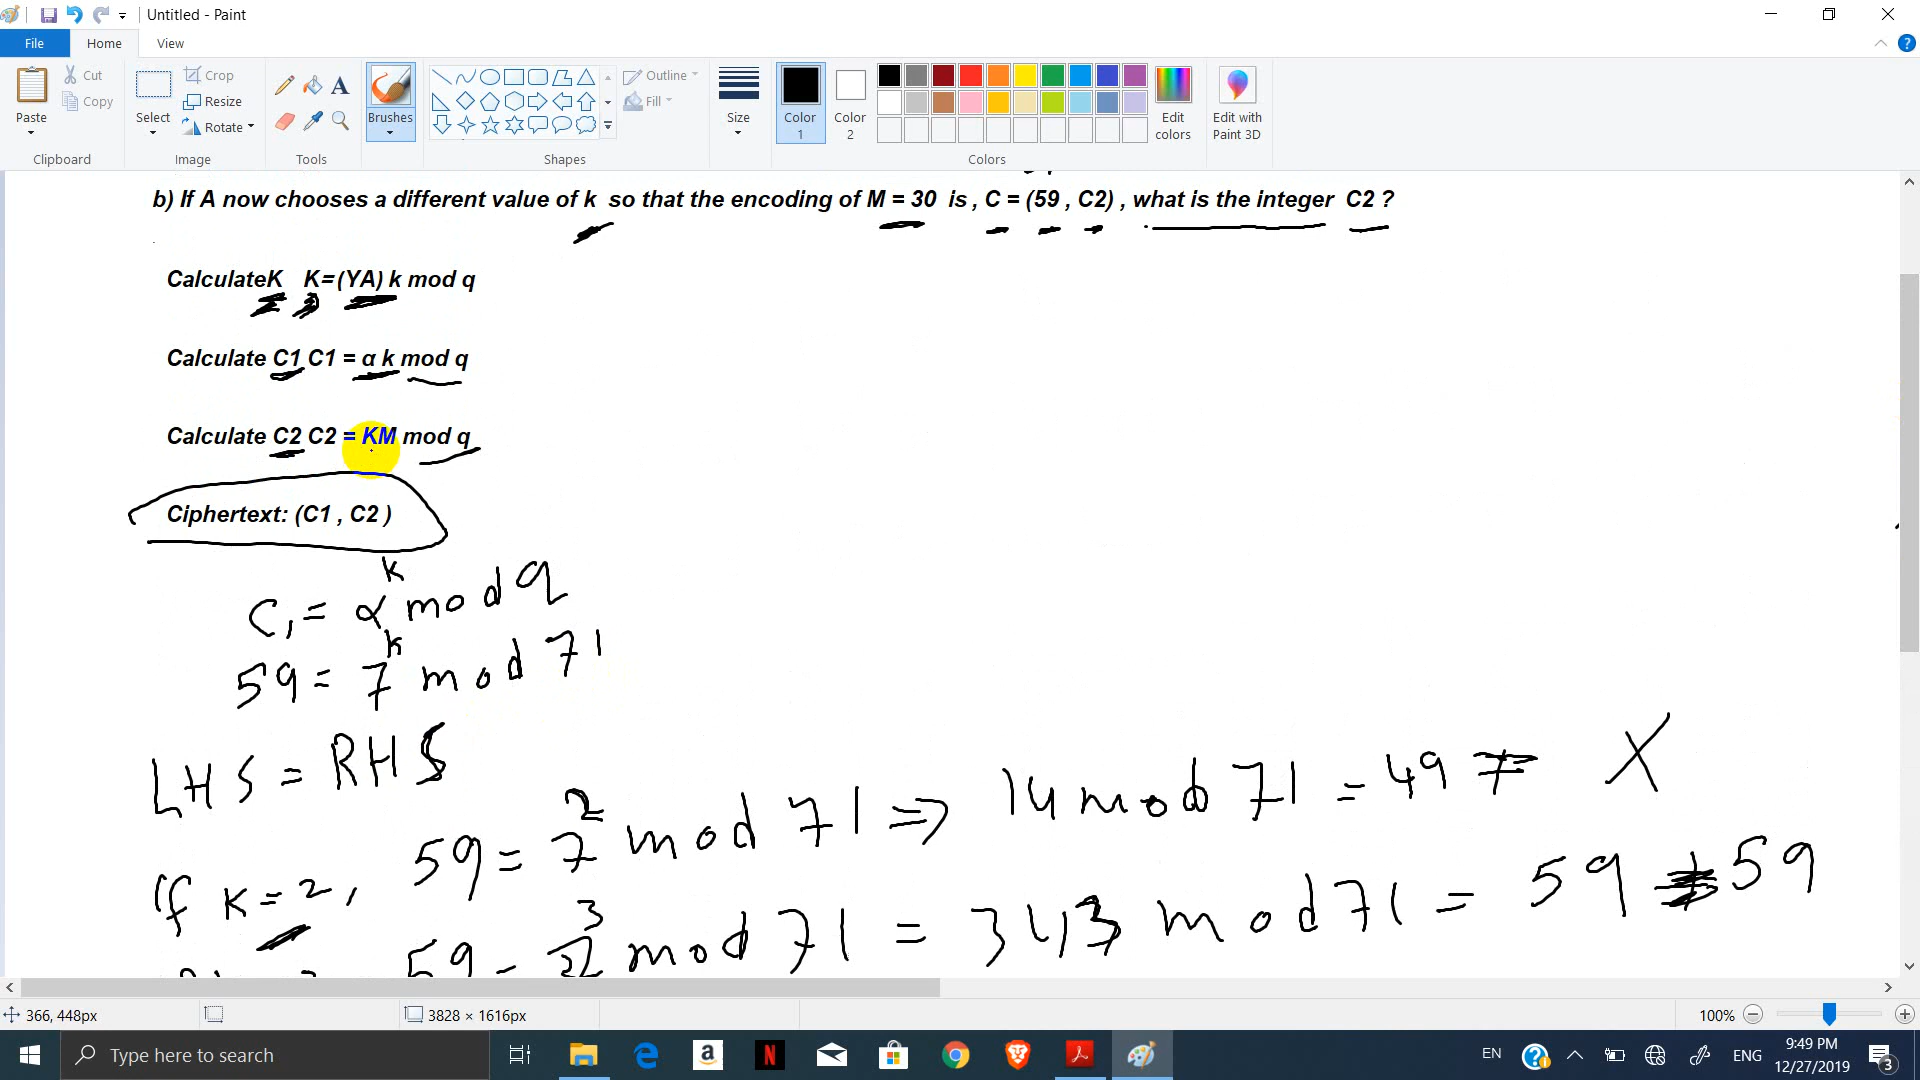 Untitled - Paint
File Home View
Paste Cut Copy Select Crop Resize Rotate Brushes Outline Fill Size Color 1 Color 2 Edit colors Edit with Paint 3D
Clipboard Image Tools Shapes Colors
b) If A now chooses a different value of k so that the encoding of M = 30 is , C = (59 , C2) , what is the integer C2 ?
CalculateK K=(YA) k mod q
Calculate C1 C1 = α k mod q
Calculate C2 C2 = KM mod q
Ciphertext: (C1 , C2 )
C1 = α^k mod q
59 = 7^k mod 71
LHS = RHS
If k=2, 59 = 7^2 mod 71 => 14 mod 71 = 49 ≠ X
59 = 7^3 mod 71 = 343 mod 71 = 59 = 59
366, 448px 3828 × 1616px 100%
Type here to search EN ENG 9:49 PM 12/27/2019 3